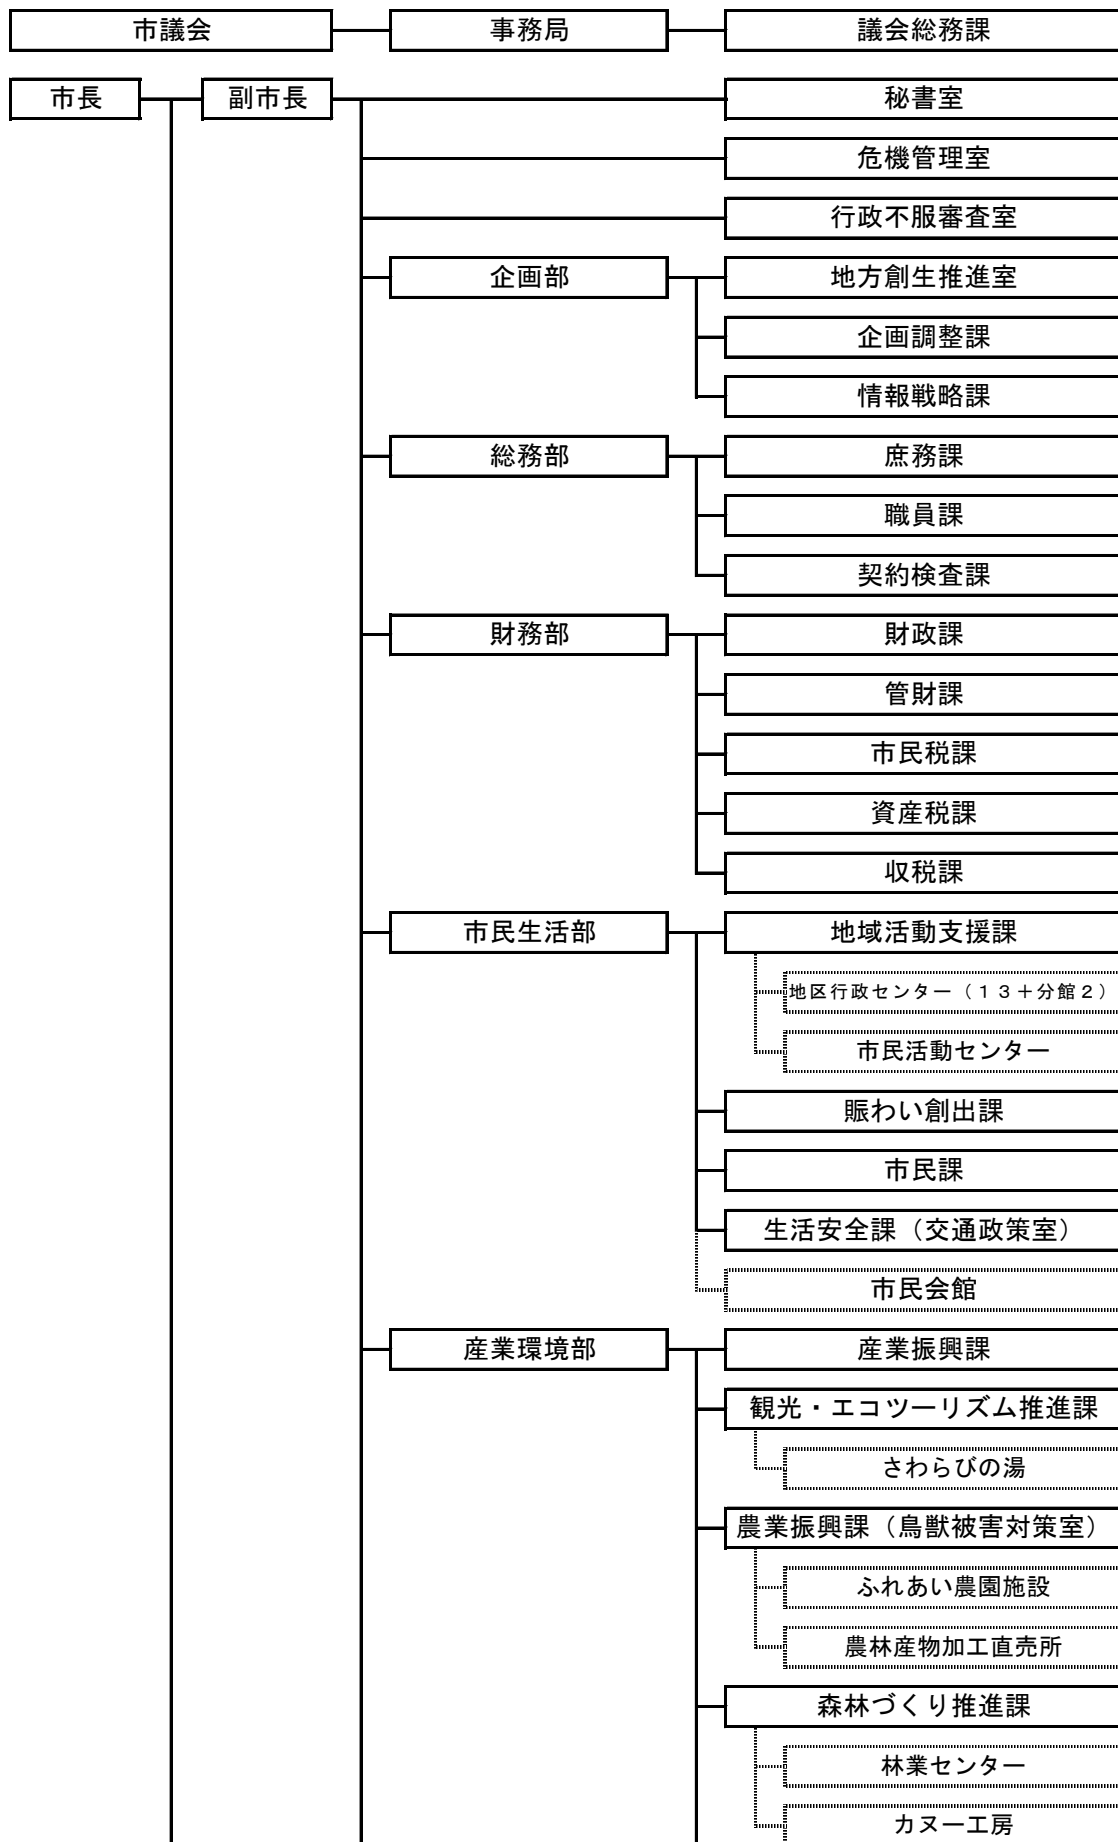 市議会 事務局 議会総務課
市長 副市長 秘書室
危機管理室
行政不服審査室
企画部 地方創生推進室
企画調整課
情報戦略課
総務部 庶務課
職員課
契約検査課
財務部 財政課
管財課
市民税課
資産税課
収税課
市民生活部 地域活動支援課
地区行政センター（１３＋分館２）
市民活動センター
賑わい創出課
市民課
生活安全課（交通政策室）
市民会館
産業環境部 産業振興課
観光・エコツーリズム推進課
さわらびの湯
農業振興課（鳥獣被害対策室）
ふれあい農園施設
農林産物加工直売所
森林づくり推進課
林業センター
カヌー工房